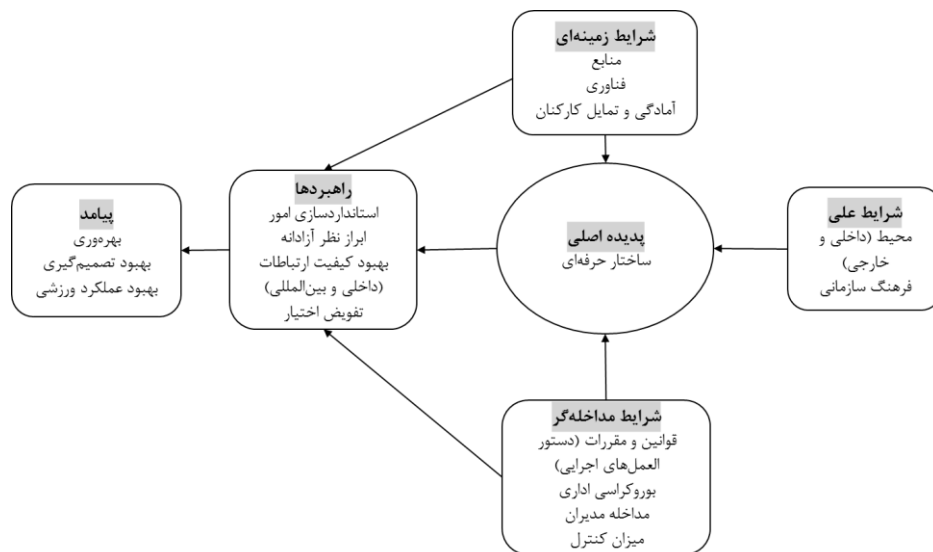 شرایط زمینه‌ای
منابع
فناوری
آمادگی و تمایل کارکنان
شرایط علی
محیط (داخلی و
خارجی)
فرهنگ سازمانی
پدیده اصلی
ساختار حرفه‌ای
راهبردها
استانداردسازی امور
ابراز نظر آزادانه
بهبود کیفیت ارتباطات
(داخلی و بین‌المللی)
تفویض اختیار
پیامد
بهره‌وری
بهبود تصمیم‌گیری
بهبود عملکرد ورزشی
شرایط مداخله‌گر
قوانین و مقررات (دستور
العمل‌های اجرایی)
بوروکراسی اداری
مداخله مدیران
میزان کنترل